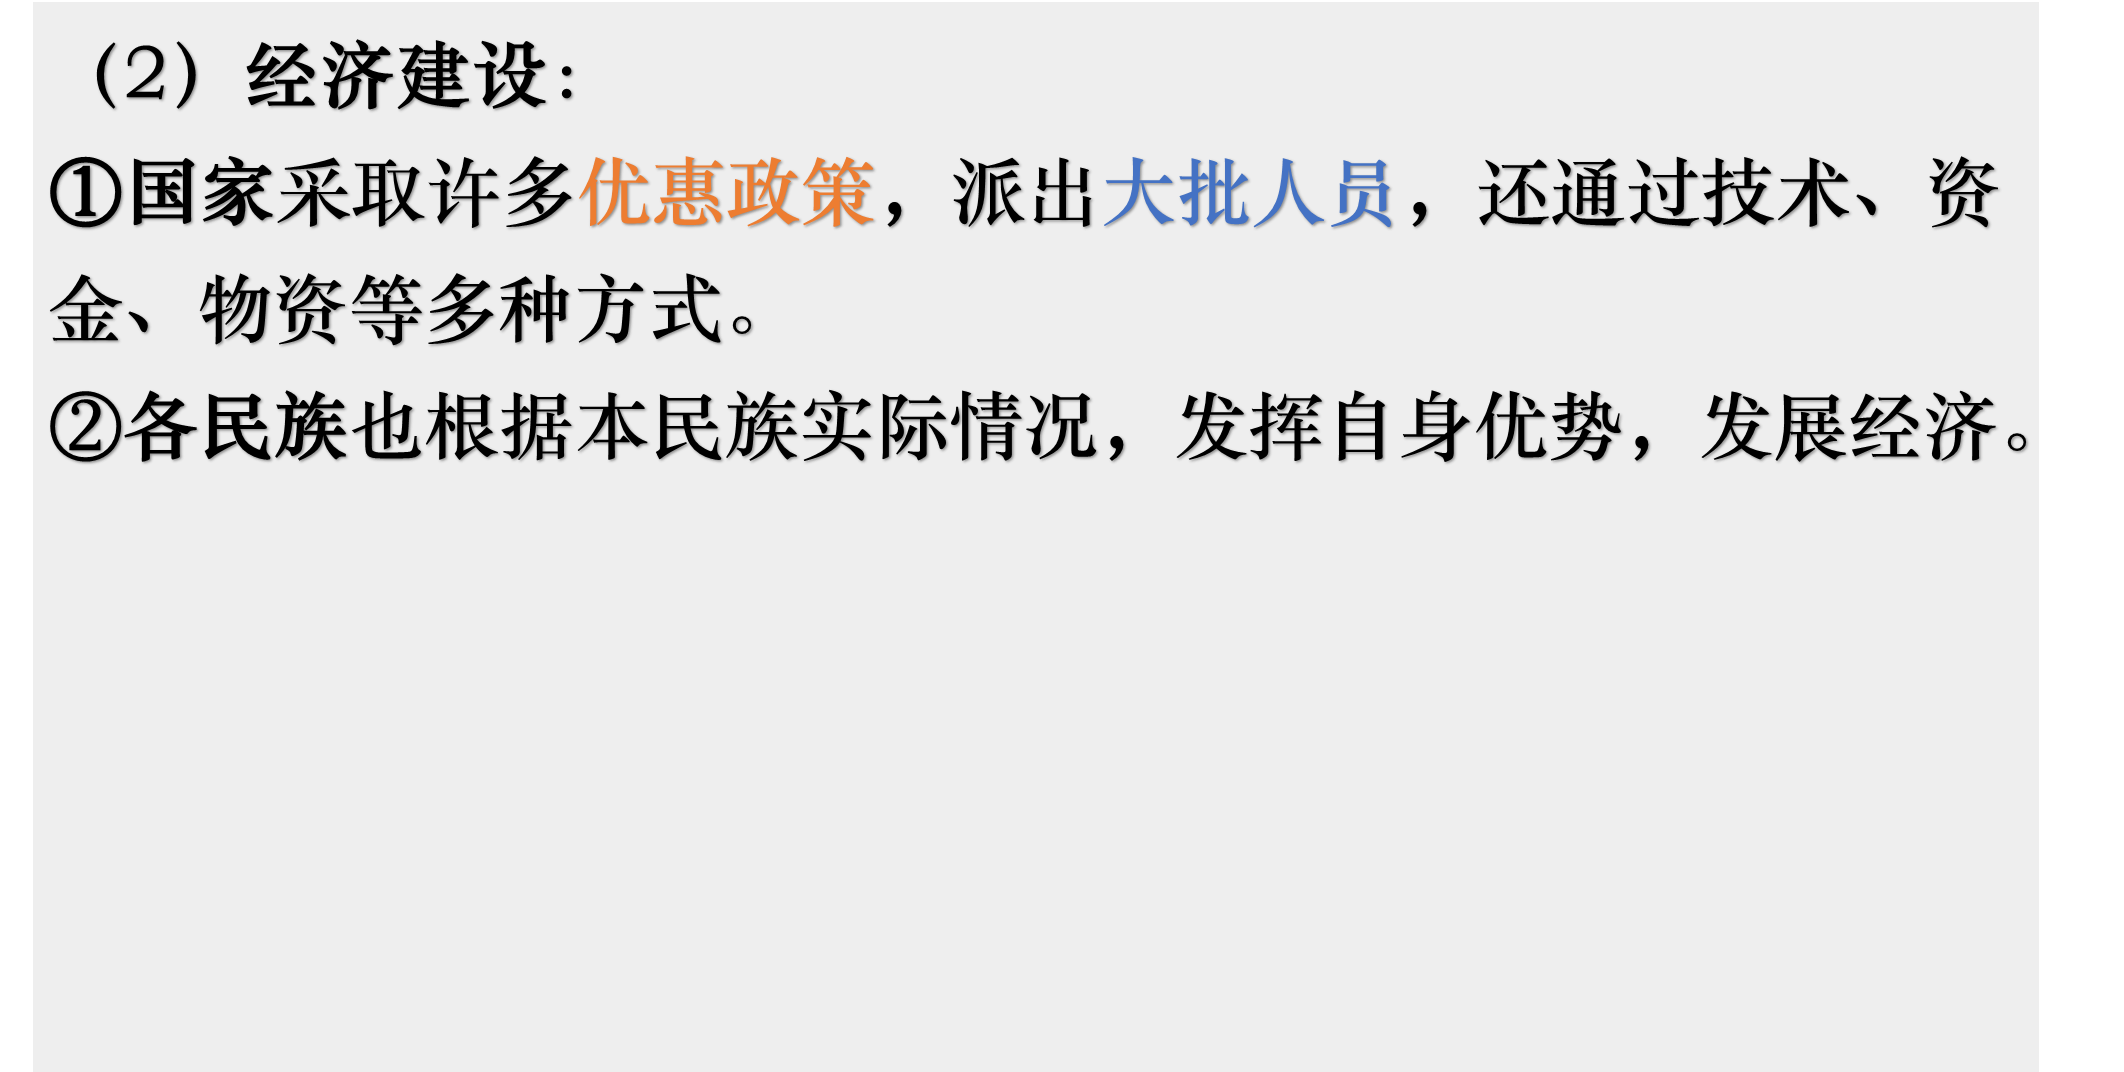 （2）经济建设：
①国家采取许多优惠政策，派出大批人员，还通过技术、资
金、物资等多种方式。
②各民族也根据本民族实际情况，发挥自身优势，发展经济。